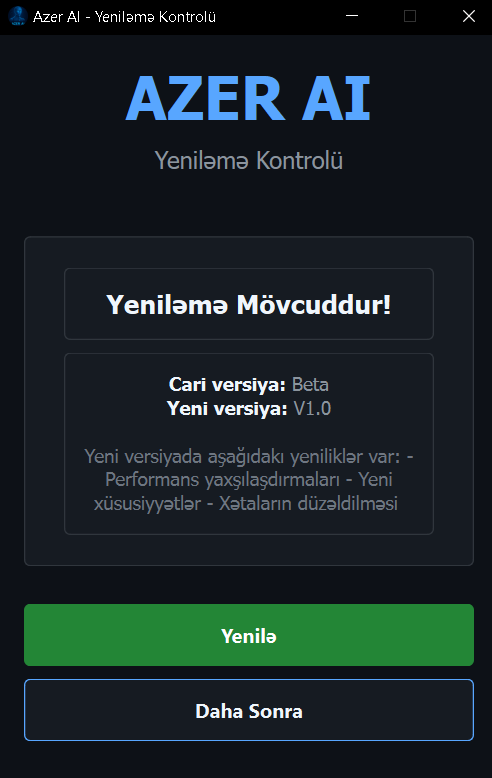 Azer AI - Yeniləmə Kontrolü
AZER AI
Yeniləmə Kontrolü
Yeniləmə Mövcuddur!
Cari versiya: Beta
Yeni versiya: V1.0
Yeni versiyada aşağıdakı yeniliklər var: -
Performans yaxşılaşdırmaları - Yeni
xüsusiyyətlər - Xətaların düzəldilməsi
Yenilə
Daha Sonra